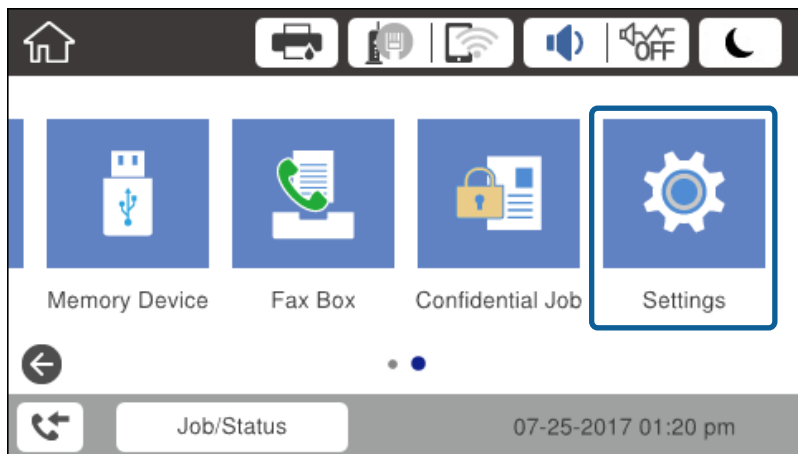 OFF
Memory Device
Fax Box
Confidential Job
Settings
Job/Status
07-25-2017 01:20 pm